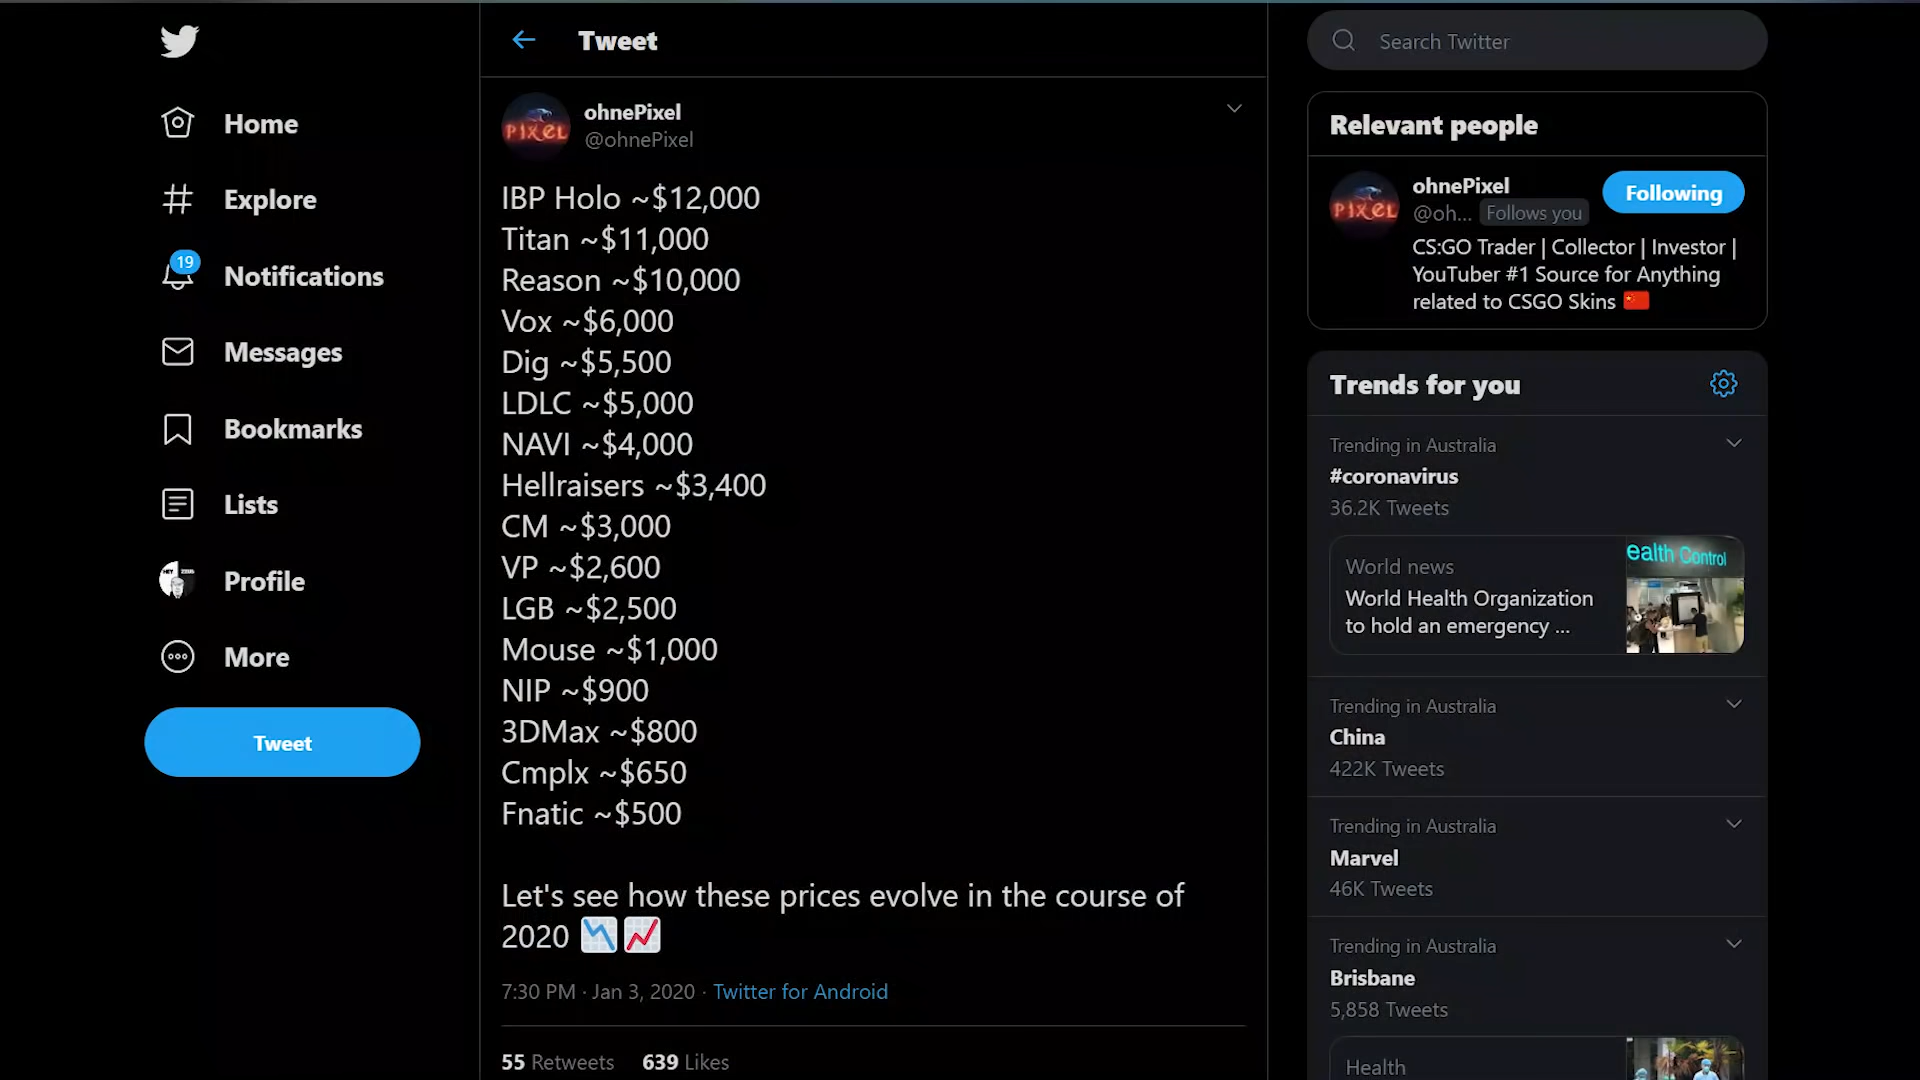 Home
Explore
19
Notifications
Messages
Bookmarks
Lists
Profile
More
Tweet
Tweet
PIXEL
ohnePixel
@ohnePixel
IBP Holo ~$12,000
Titan ~$11,000
Reason ~$10,000
Vox ~$6,000
Dig ~$5,500
LDLC ~$5,000
NAVI ~$4,000
Hellraisers ~$3,400
CM ~$3,000
VP ~$2,600
LGB ~$2,500
Mouse ~$1,000
NIP ~$900
3DMax ~$800
Cmplx ~$650
Fnatic ~$500
Let's see how these prices evolve in the course of
2020
7:30 PM · Jan 3, 2020 · Twitter for Android
55 Retweets 639 Likes
Search Twitter
Relevant people
PIXEL
ohnePixel
@oh... Follows you
Following
CS:GO Trader | Collector | Investor |
YouTuber #1 Source for Anything
related to CSGO Skins
Trends for you
Trending in Australia
#coronavirus
36.2K Tweets
World news
World Health Organization
to hold an emergency ...
ealth Control
Trending in Australia
China
422K Tweets
Trending in Australia
Marvel
46K Tweets
Trending in Australia
Brisbane
5,858 Tweets
Health